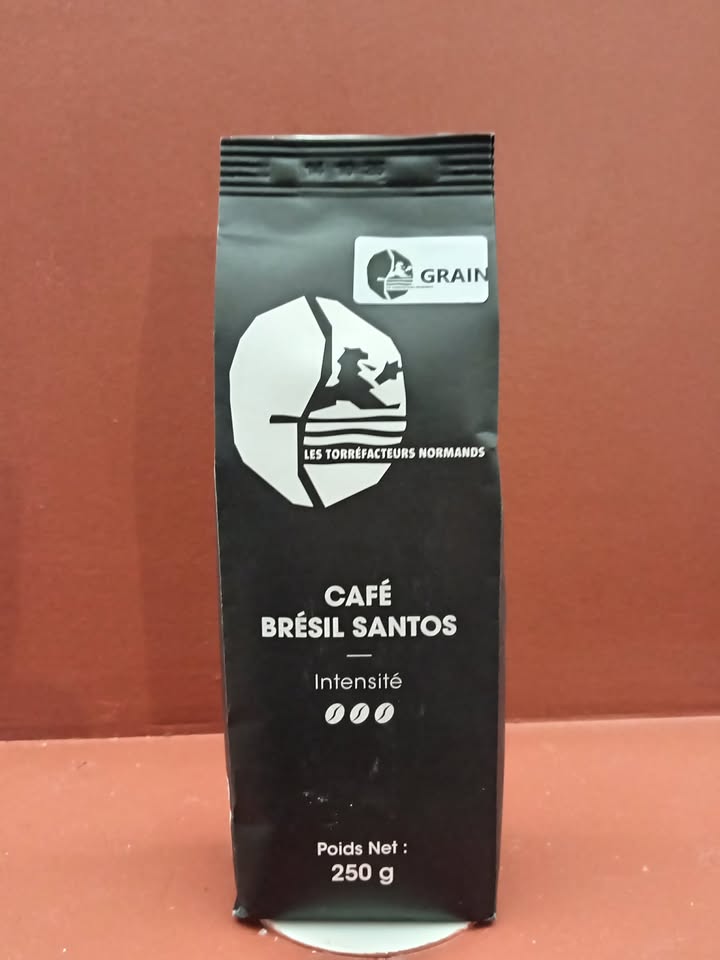 GRAIN
LES TORRÉFACTEURS NORMANDS
CAFÉ
BRÉSIL SANTOS
Intensité
Poids Net :
250 g